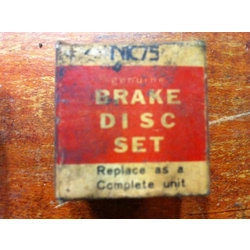 NK75
Genuine
BRAKE
DISC
SET
Replace as a
Complete unit